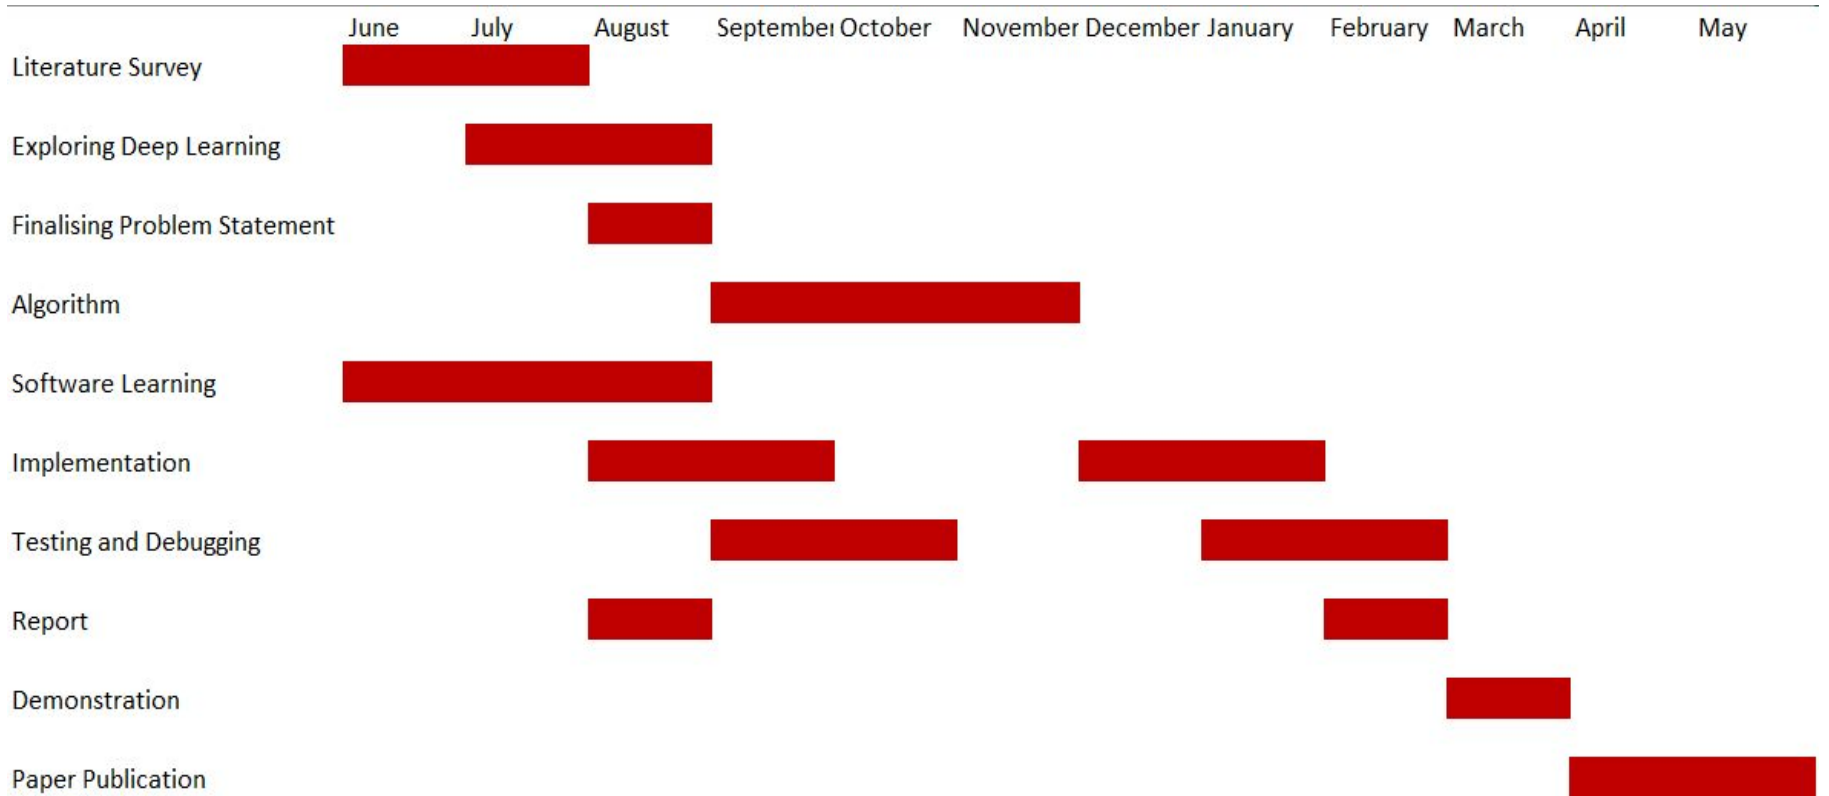 June July August September October November December January February March April May
Literature Survey
Exploring Deep Learning
Finalising Problem Statement
Algorithm
Software Learning
Implementation
Testing and Debugging
Report
Demonstration
Paper Publication